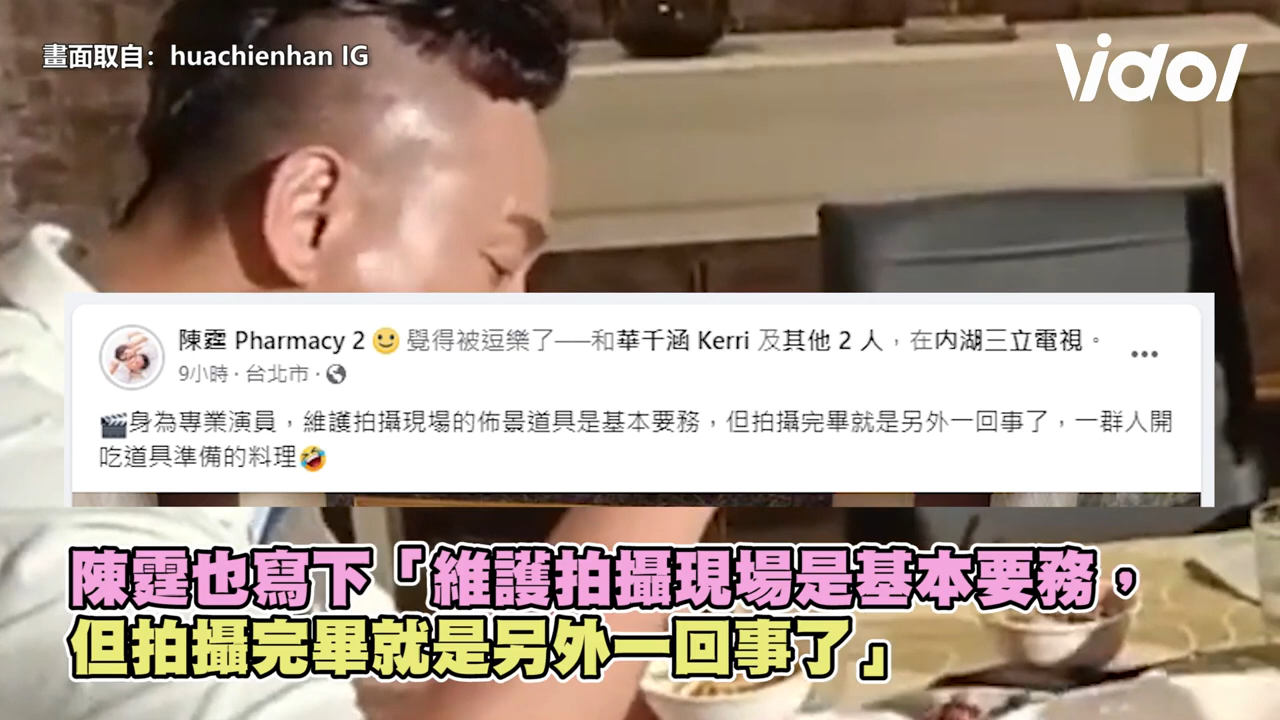 畫面取自：huachienhan IG
Vidol
陳霆 Pharmacy 2 🙂 覺得被逗樂了──和華千涵 Kerri 及其他 2 人，在內湖三立電視。
9小時 · 台北市 ·
🎬身為專業演員，維護拍攝現場的佈景道具是基本要務，但拍攝完畢就是另外一回事了，一群人開
吃道具準備的料理🤣
陳霆也寫下「維護拍攝現場是基本要務，
但拍攝完畢就是另外一回事了」